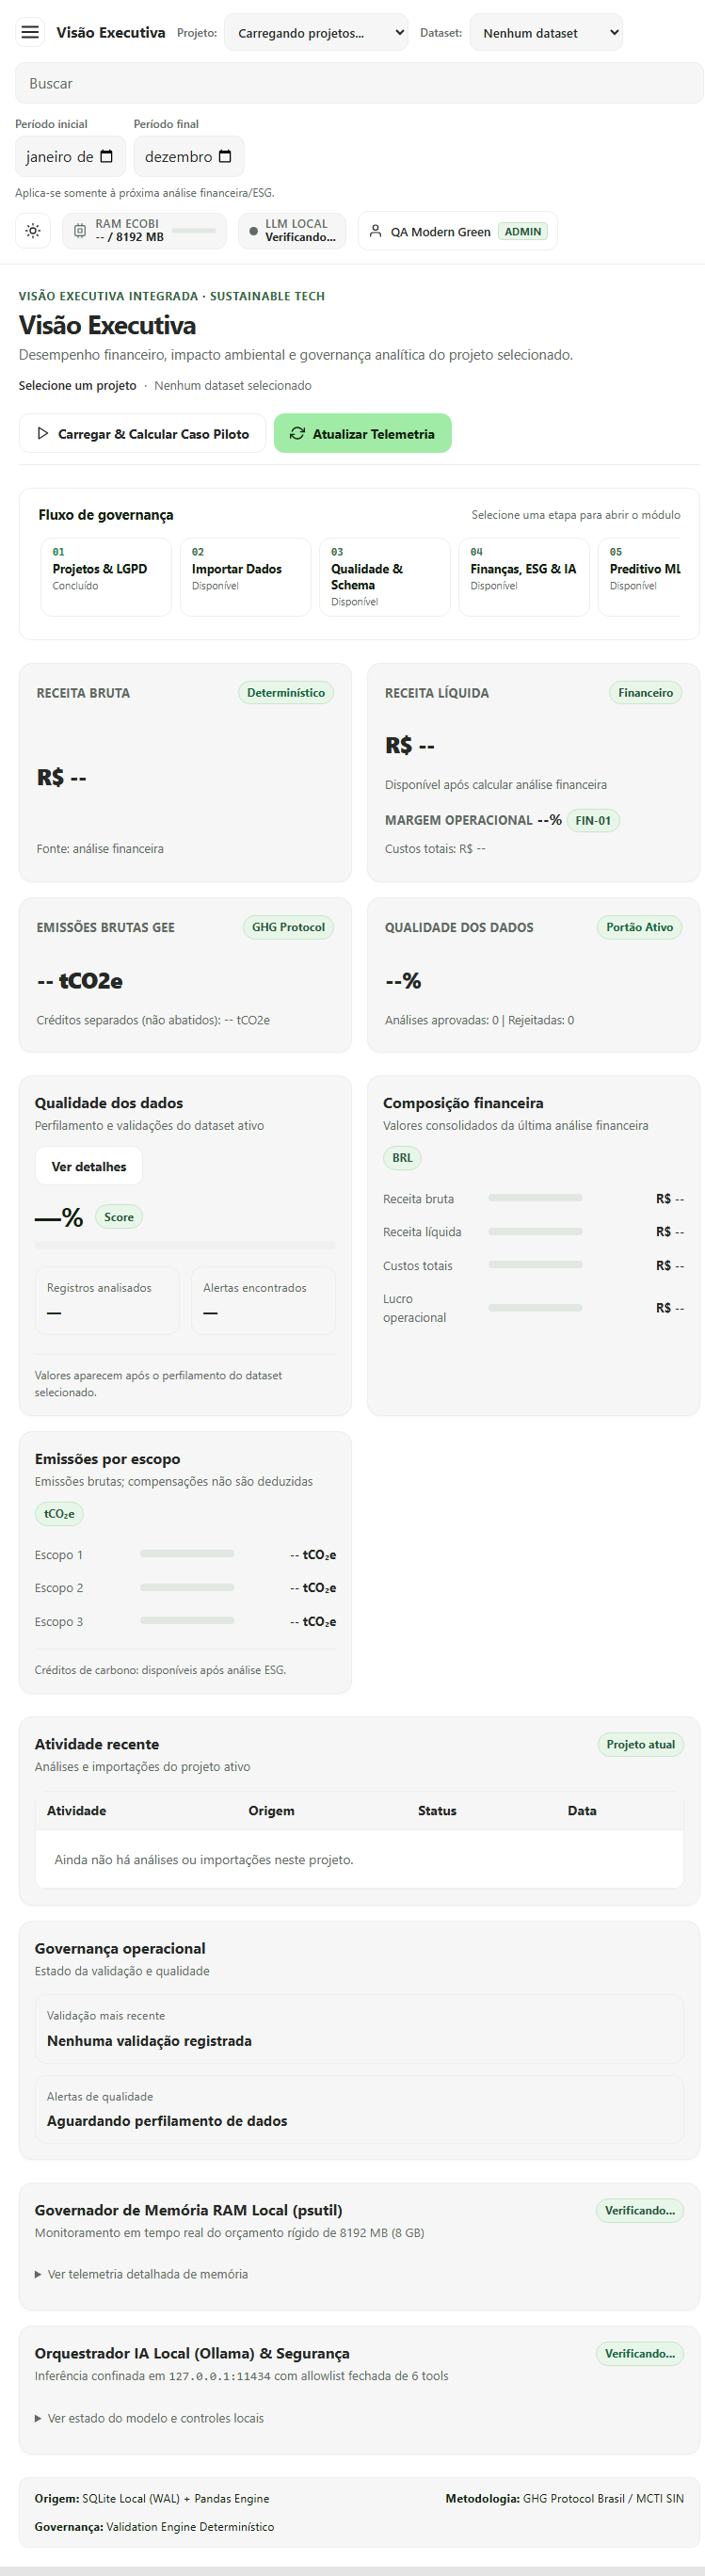 Visão Executiva Projeto: Carregando projetos... Dataset: Nenhum dataset
Buscar
Período inicial Período final
janeiro de dezembro
Aplica-se somente à próxima análise financeira/ESG.
RAM ECOBI
-- / 8192 MB
LLM LOCAL
Verificando...
QA Modern Green ADMIN
VISÃO EXECUTIVA INTEGRADA · SUSTAINABLE TECH
Visão Executiva
Desempenho financeiro, impacto ambiental e governança analítica do projeto selecionado.
Selecione um projeto · Nenhum dataset selecionado
Carregar & Calcular Caso Piloto
Atualizar Telemetria
Fluxo de governança
Selecione uma etapa para abrir o módulo
01
Projetos & LGPD
Concluído
02
Importar Dados
Disponível
03
Qualidade &
Schema
Disponível
04
Finanças, ESG & IA
Disponível
05
Preditivo ML
Disponível
RECEITA BRUTA Determinístico
R$ --
Fonte: análise financeira
RECEITA LÍQUIDA Financeiro
R$ --
Disponível após calcular análise financeira
MARGEM OPERACIONAL --% FIN-01
Custos totais: R$ --
EMISSÕES BRUTAS GEE GHG Protocol
-- tCO2e
Créditos separados (não abatidos): -- tCO2e
QUALIDADE DOS DADOS Portão Ativo
--%
Análises aprovadas: 0 | Rejeitadas: 0
Qualidade dos dados
Perfilamento e validações do dataset ativo
Ver detalhes
—% Score
Registros analisados
—
Alertas encontrados
—
Valores aparecem após o perfilamento do dataset
selecionado.
Composição financeira
Valores consolidados da última análise financeira
BRL
Receita bruta R$ --
Receita líquida R$ --
Custos totais R$ --
Lucro
operacional R$ --
Emissões por escopo
Emissões brutas; compensações não são deduzidas
tCO₂e
Escopo 1 -- tCO₂e
Escopo 2 -- tCO₂e
Escopo 3 -- tCO₂e
Créditos de carbono: disponíveis após análise ESG.
Atividade recente Projeto atual
Análises e importações do projeto ativo
Atividade Origem Status Data
Ainda não há análises ou importações neste projeto.
Governança operacional
Estado da validação e qualidade
Validação mais recente
Nenhuma validação registrada
Alertas de qualidade
Aguardando perfilamento de dados
Governador de Memória RAM Local (psutil) Verificando...
Monitoramento em tempo real do orçamento rígido de 8192 MB (8 GB)
Ver telemetria detalhada de memória
Orquestrador IA Local (Ollama) & Segurança Verificando...
Inferência confinada em 127.0.0.1:11434 com allowlist fechada de 6 tools
Ver estado do modelo e controles locais
Origem: SQLite Local (WAL) + Pandas Engine Metodologia: GHG Protocol Brasil / MCTI SIN
Governança: Validation Engine Determinístico